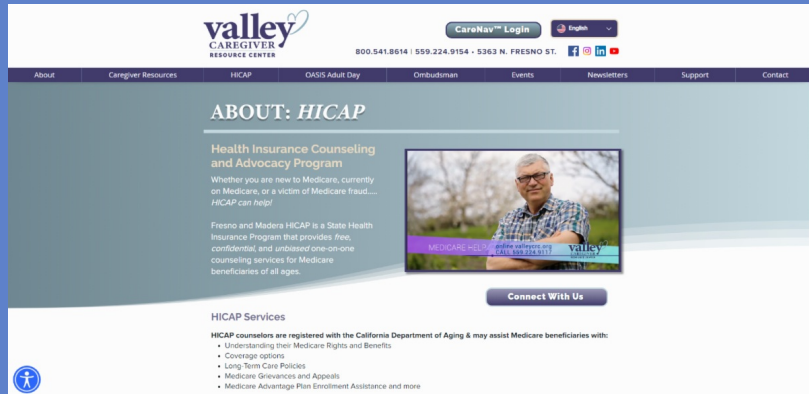 valley
CAREGIVER
RESOURCE CENTER
CareNav™ Login
English
800.541.8614 | 559.224.9154 • 5363 N. FRESNO ST.
About Caregiver Resources HICAP OASIS Adult Day Ombudsman Events Newsletters Support Contact
ABOUT: HICAP
Health Insurance Counseling
and Advocacy Program
Whether you are new to Medicare, currently
on Medicare, or a victim of Medicare fraud.....
HICAP can help!
Fresno and Madera HICAP is a State Health
Insurance Program that provides free,
confidential, and unbiased one-on-one
counseling services for Medicare
beneficiaries of all ages.
MEDICARE HELP:
online valleycrc.org
CALL 559.224.9117
valley
Connect With Us
HICAP Services
HICAP counselors are registered with the California Department of Aging & may assist Medicare beneficiaries with:
• Understanding their Medicare Rights and Benefits
• Coverage options
• Long-Term Care Policies
• Medicare Grievances and Appeals
• Medicare Advantage Plan Enrollment Assistance and more